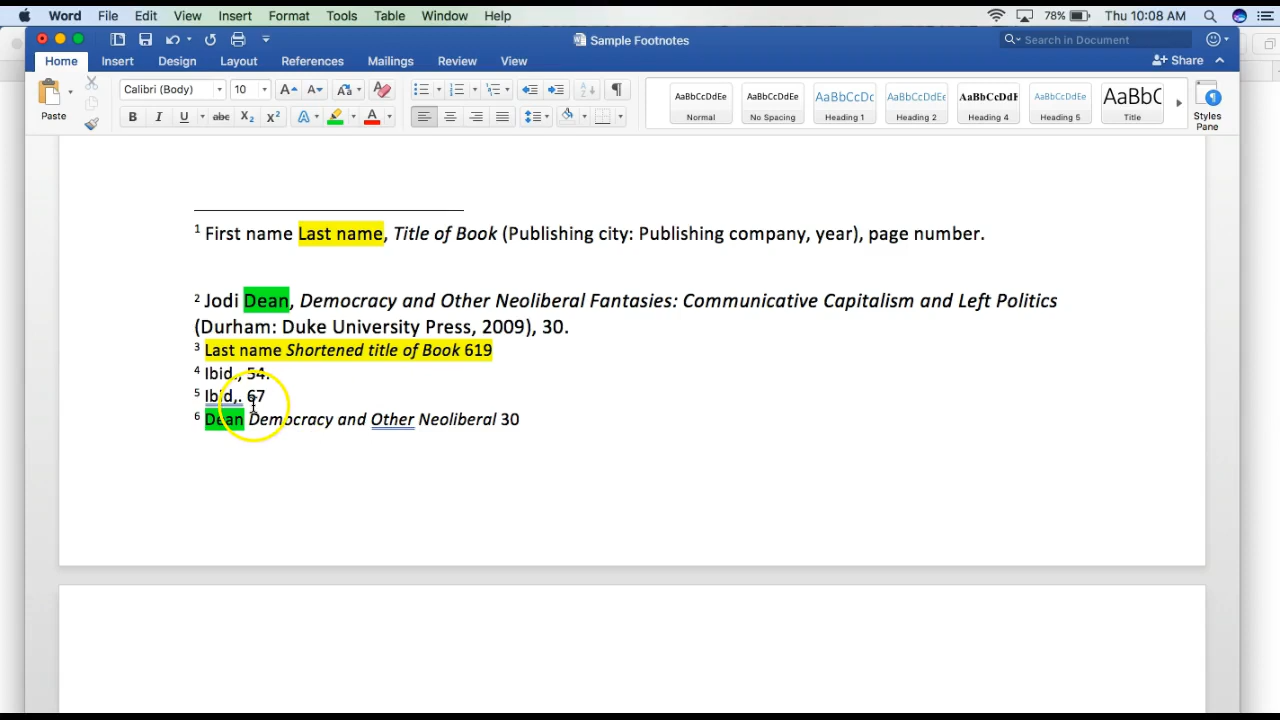 Word File Edit View Insert Format Tools Table Window Help 78% Thu 10:08 AM
Sample Footnotes Search in Document
Home Insert Design Layout References Mailings Review View Share
Paste Calibri (Body) 10 AaBbCcDdEe AaBbCcDdEe AaBbCcDc AaBbCcDdEe AaBbCcDdE AaBbCcDdEe AaBbC
B I U abc X2 X2 A A Normal No Spacing Heading 1 Heading 2 Heading 4 Heading 5 Title Styles Pane
1 First name Last name, Title of Book (Publishing city: Publishing company, year), page number.
2 Jodi Dean, Democracy and Other Neoliberal Fantasies: Communicative Capitalism and Left Politics
(Durham: Duke University Press, 2009), 30.
3 Last name Shortened title of Book 619
4 Ibid., 54.
5 Ibid,. 67
6 Dean Democracy and Other Neoliberal 30